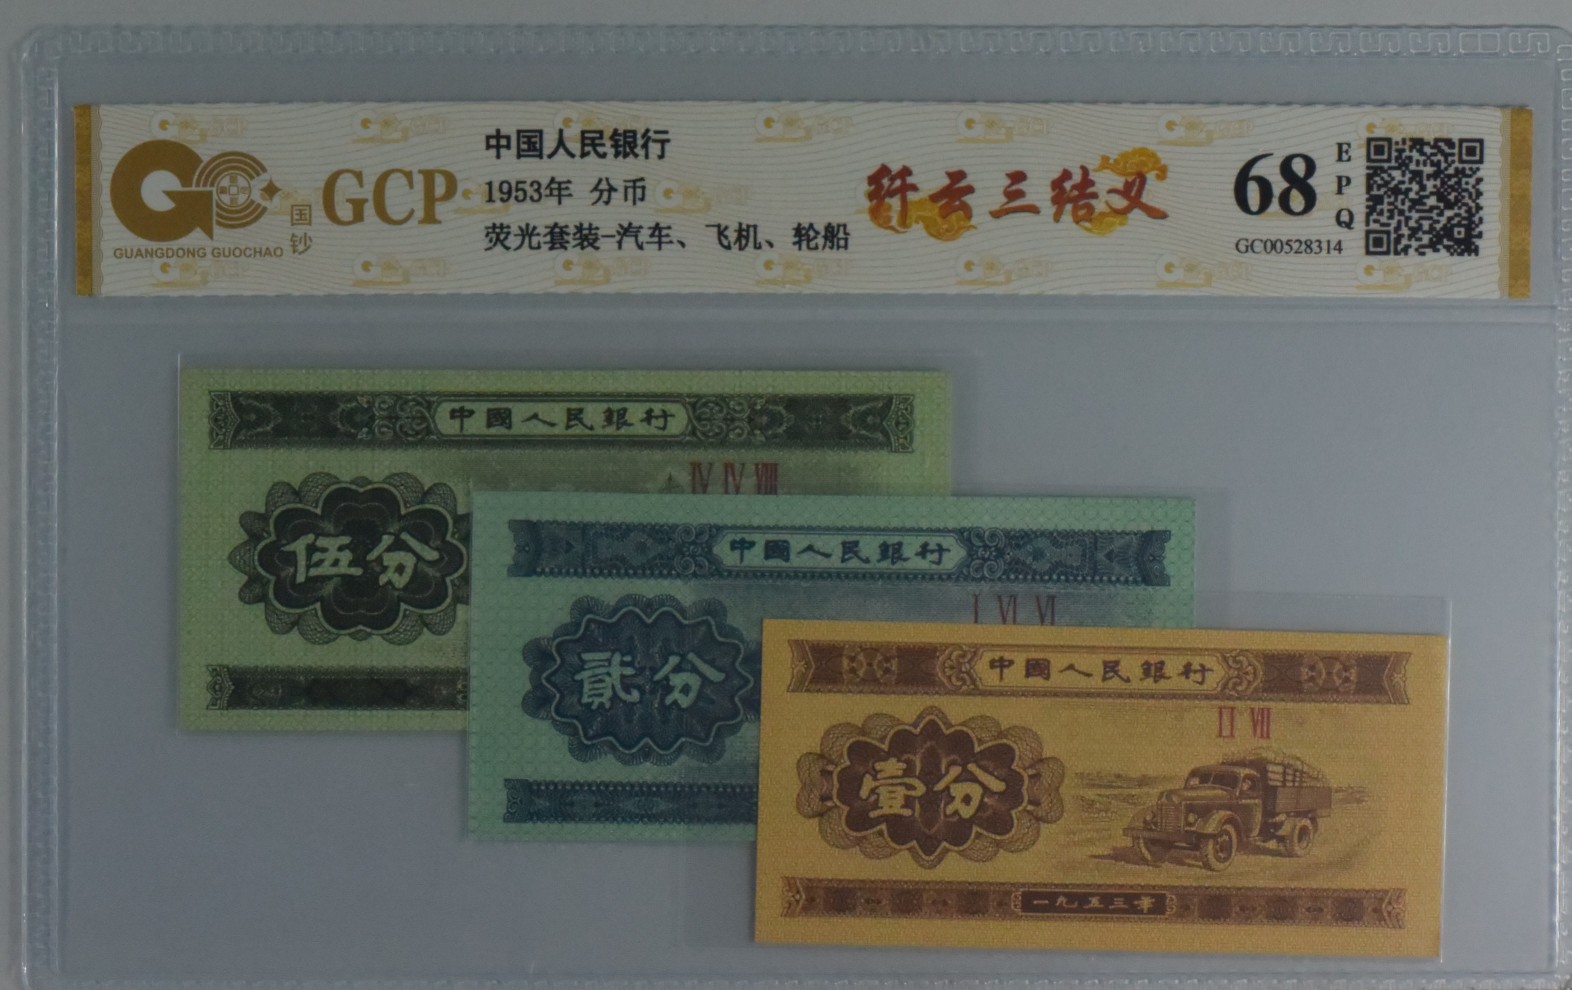 GCP
国钞
GUANGDONG GUOCHAO
中国人民银行
1953年 分币
荧光套装-汽车、飞机、轮船
纤云三结义
68
EPQ
GC00528314
中國人民銀行
IV IV VIII
伍分
中國人民銀行
I VI VI
貳分
中國人民銀行
II VII
壹分
一九五三年